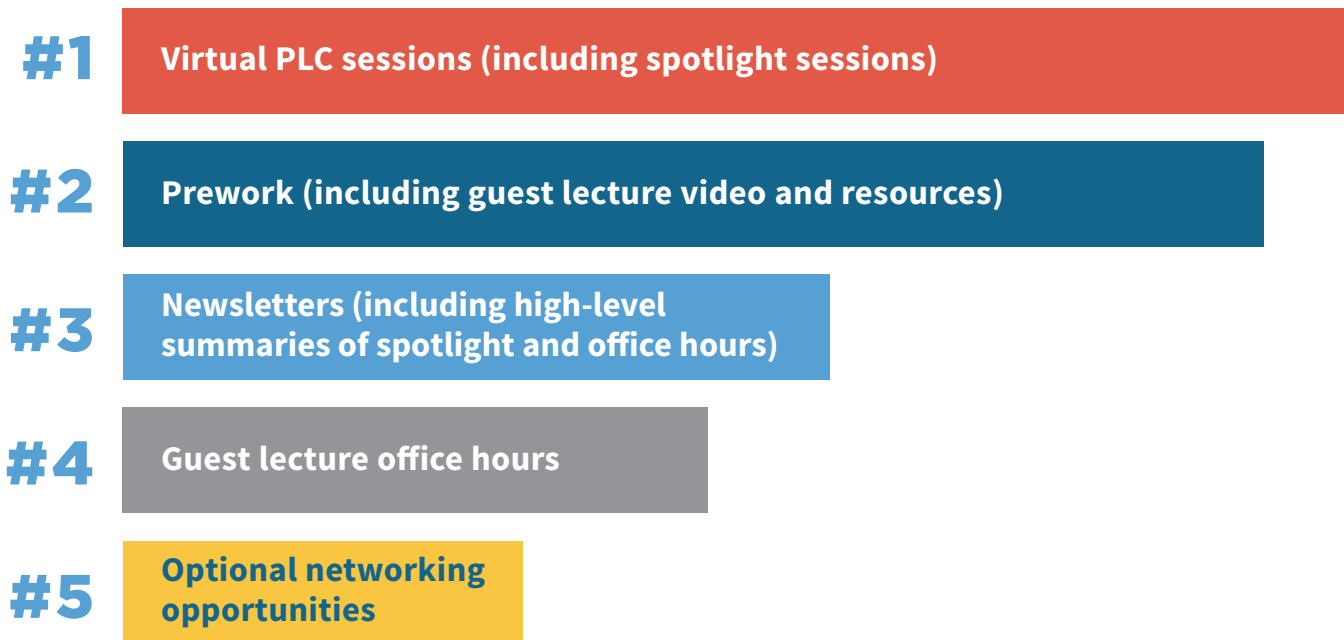 #1
Virtual PLC sessions (including spotlight sessions)
#2
Prework (including guest lecture video and resources)
#3
Newsletters (including high-level
summaries of spotlight and office hours)
#4
Guest lecture office hours
#5
Optional networking
opportunities